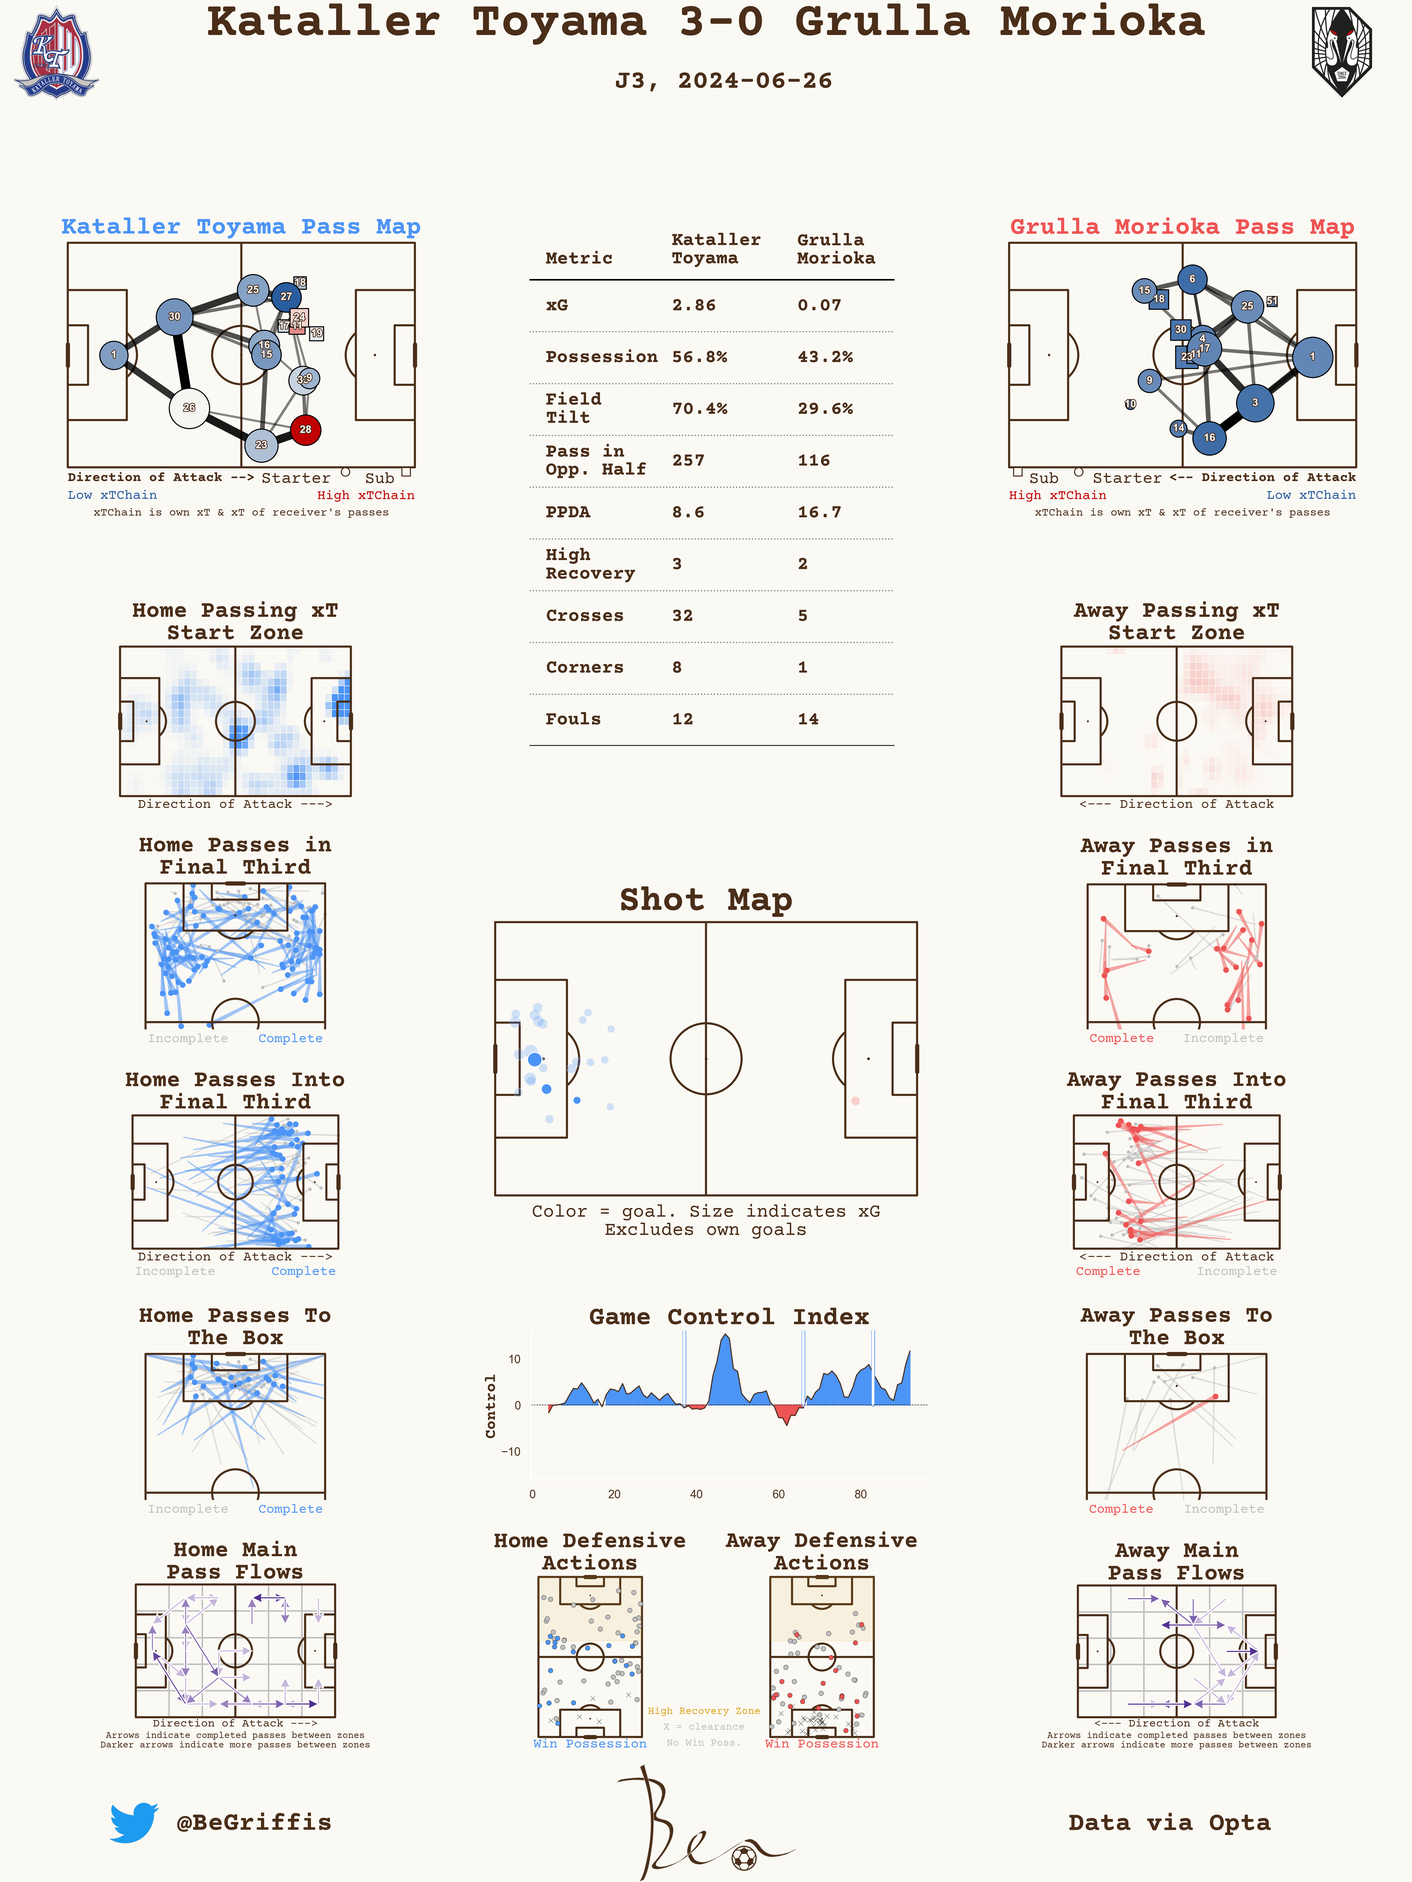 Kataller Toyama 3-0 Grulla Morioka
J3, 2024-06-26
KT
KATALLER TOYAMA
Kataller Toyama Pass Map
18
25
27
30
24
17
11
19
16
15
1
9
26
28
23
Direction of Attack --> Starter Sub
Low xTChain High xTChain
xTChain is own xT & xT of receiver's passes
Metric Kataller Toyama Grulla Morioka
xG 2.86 0.07
Possession 56.8% 43.2%
Field Tilt 70.4% 29.6%
Pass in Opp. Half 257 116
PPDA 8.6 16.7
High Recovery 3 2
Crosses 32 5
Corners 8 1
Fouls 12 14
Grulla Morioka Pass Map
6
15
18
25
51
30
4
17
23
11
1
9
10
3
14
16
Sub Starter <-- Direction of Attack
High xTChain Low xTChain
xTChain is own xT & xT of receiver's passes
Home Passing xT
Start Zone
Direction of Attack --->
Away Passing xT
Start Zone
<--- Direction of Attack
Home Passes in
Final Third
Incomplete Complete
Away Passes in
Final Third
Complete Incomplete
Shot Map
Color = goal. Size indicates xG
Excludes own goals
Home Passes Into
Final Third
Direction of Attack --->
Incomplete Complete
Away Passes Into
Final Third
<--- Direction of Attack
Complete Incomplete
Home Passes To
The Box
Incomplete Complete
Game Control Index
Control
10
0
−10
0 20 40 60 80
Away Passes To
The Box
Complete Incomplete
Home Main
Pass Flows
Direction of Attack --->
Arrows indicate completed passes between zones
Darker arrows indicate more passes between zones
Home Defensive
Actions
Win Possession
High Recovery Zone
X = clearance
No Win Poss.
Away Defensive
Actions
Win Possession
Away Main
Pass Flows
<--- Direction of Attack
Arrows indicate completed passes between zones
Darker arrows indicate more passes between zones
@BeGriffis
Ben
Data via Opta